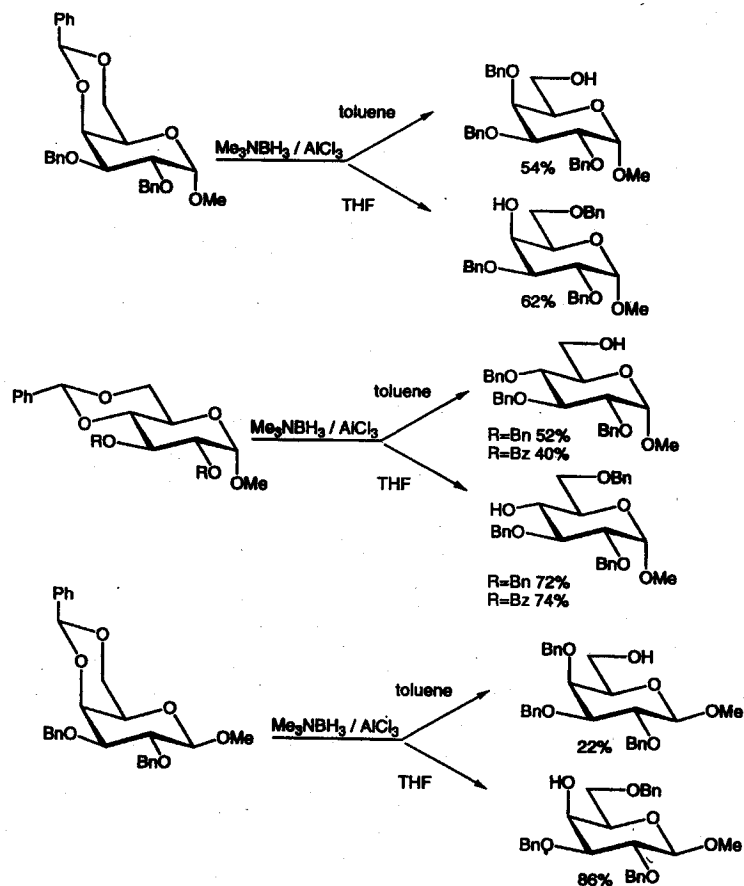 Ph
O
O
O
BnO
BnO
OMe
Me₃NBH₃ / AlCl₃
toluene
THF
BnO
OH
O
BnO
BnO
54%
OMe
HO
OBn
O
BnO
BnO
62%
OMe
Ph
O
O
O
RO
RO
OMe
Me₃NBH₃ / AlCl₃
toluene
THF
OH
BnO
O
BnO
BnO
OMe
R=Bn 52%
R=Bz 40%
OBn
HO
O
BnO
BnO
OMe
R=Bn 72%
R=Bz 74%
Ph
O
O
O
BnO
BnO
OMe
Me₃NBH₃ / AlCl₃
toluene
THF
BnO
OH
O
BnO
OMe
BnO
22%
HO
OBn
O
BnO
OMe
BnO
86%